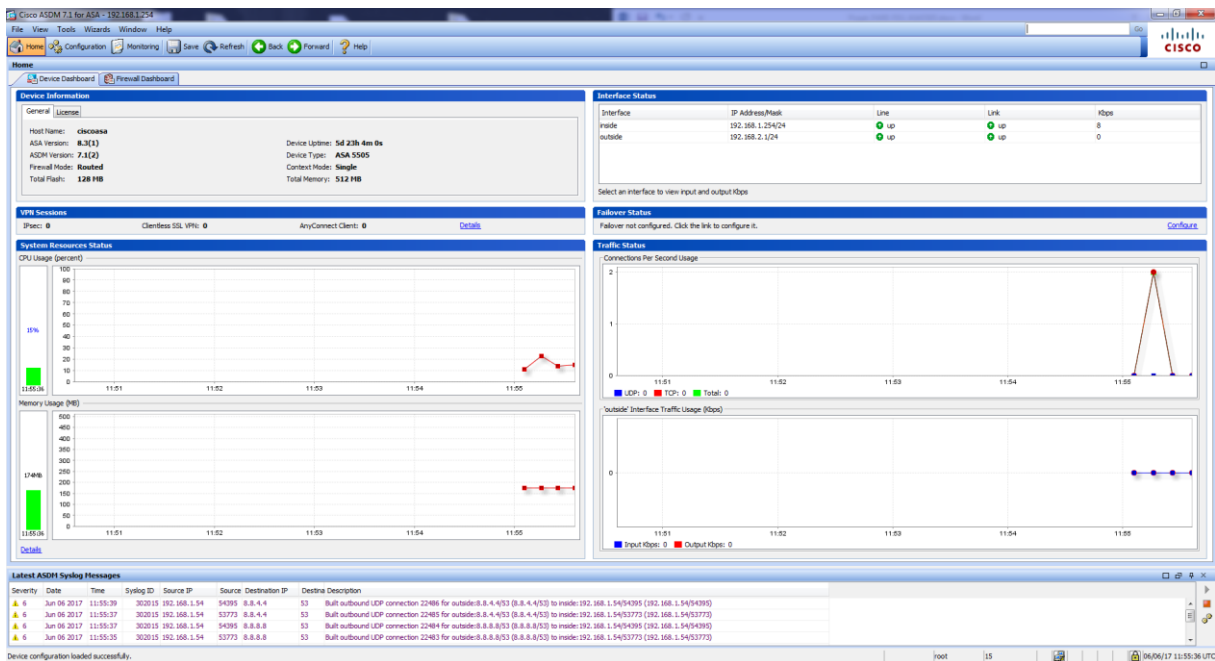 Cisco ASDM 7.1 for ASA - 192.168.1.254
File View Tools Wizards Window Help
Go
Home Configuration Monitoring Save Refresh Back Forward Help
CISCO
Home
Device Dashboard Firewall Dashboard
Device Information
General License
Host Name: ciscoasa
ASA Version: 8.3(1) Device Uptime: 5d 23h 4m 0s
ASDM Version: 7.1(2) Device Type: ASA 5505
Firewall Mode: Routed Context Mode: Single
Total Flash: 128 MB Total Memory: 512 MB
Interface Status
Interface IP Address/Mask Line Link Kbps
inside 192.168.1.254/24 up up 8
outside 192.168.2.1/24 up up 0
Select an interface to view input and output Kbps
VPN Sessions
IPsec: 0 Clientless SSL VPN: 0 AnyConnect Client: 0 Details
Failover Status
Failover not configured. Click the link to configure it. Configure
System Resources Status
CPU Usage (percent)
100
90
80
70
60
50
40
30
20
10
0
15%
11:55:36
11:51 11:52 11:53 11:54 11:55
Memory Usage (MB)
500
450
400
350
300
250
200
150
100
50
0
174MB
11:55:36
11:51 11:52 11:53 11:54 11:55
Details
Traffic Status
Connections Per Second Usage
2
1
0
11:51 11:52 11:53 11:54 11:55
UDP: 0 TCP: 0 Total: 0
'outside' Interface Traffic Usage (Kbps)
0
11:51 11:52 11:53 11:54 11:55
Input Kbps: 0 Output Kbps: 0
Latest ASDM Syslog Messages
Severity Date Time Syslog ID Source IP Source Destination IP Destina Description
6 Jun 06 2017 11:55:39 302015 192.168.1.54 54395 8.8.4.4 53 Built outbound UDP connection 22486 for outside:8.8.4.4/53 (8.8.4.4/53) to inside:192.168.1.54/54395 (192.168.1.54/54395)
6 Jun 06 2017 11:55:37 302015 192.168.1.54 53773 8.8.4.4 53 Built outbound UDP connection 22485 for outside:8.8.4.4/53 (8.8.4.4/53) to inside:192.168.1.54/53773 (192.168.1.54/53773)
6 Jun 06 2017 11:55:37 302015 192.168.1.54 54395 8.8.8.8 53 Built outbound UDP connection 22484 for outside:8.8.8.8/53 (8.8.8.8/53) to inside:192.168.1.54/54395 (192.168.1.54/54395)
6 Jun 06 2017 11:55:35 302015 192.168.1.54 53773 8.8.8.8 53 Built outbound UDP connection 22483 for outside:8.8.8.8/53 (8.8.8.8/53) to inside:192.168.1.54/53773 (192.168.1.54/53773)
Device configuration loaded successfully. root 15 06/06/17 11:55:36 UTC